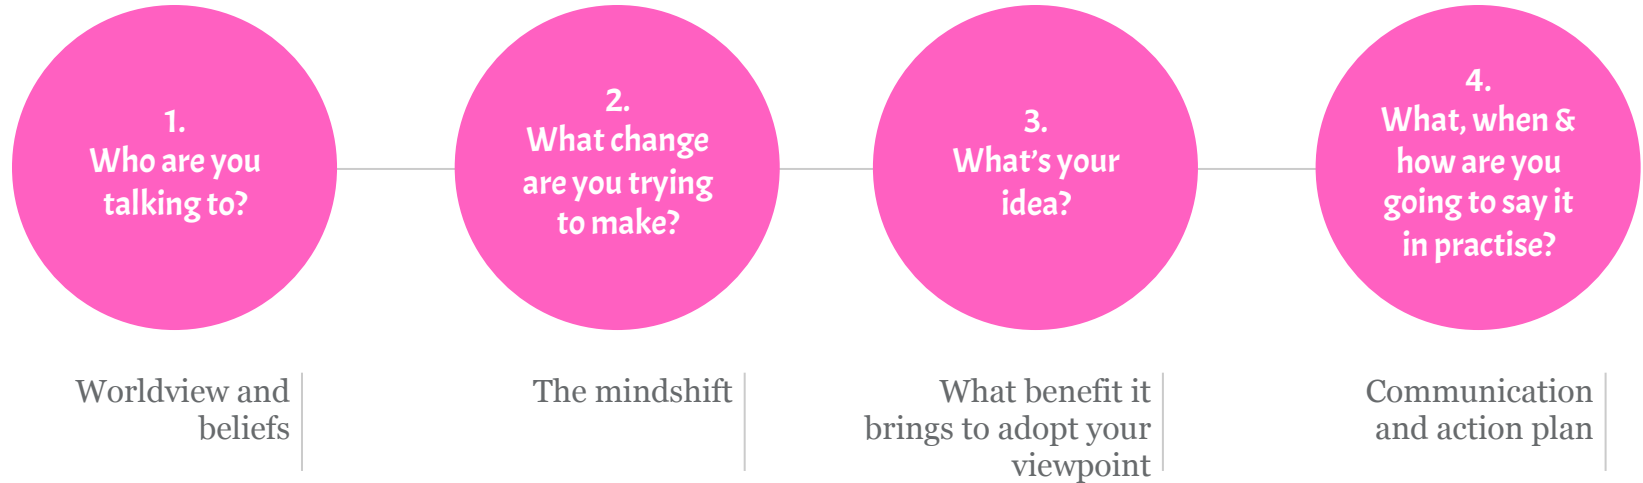 1.
Who are you
talking to?
2.
What change
are you trying
to make?
3.
What’s your
idea?
4.
What, when &
how are you
going to say it
in practise?
Worldview and
beliefs
The mindshift
What benefit it
brings to adopt your
viewpoint
Communication
and action plan